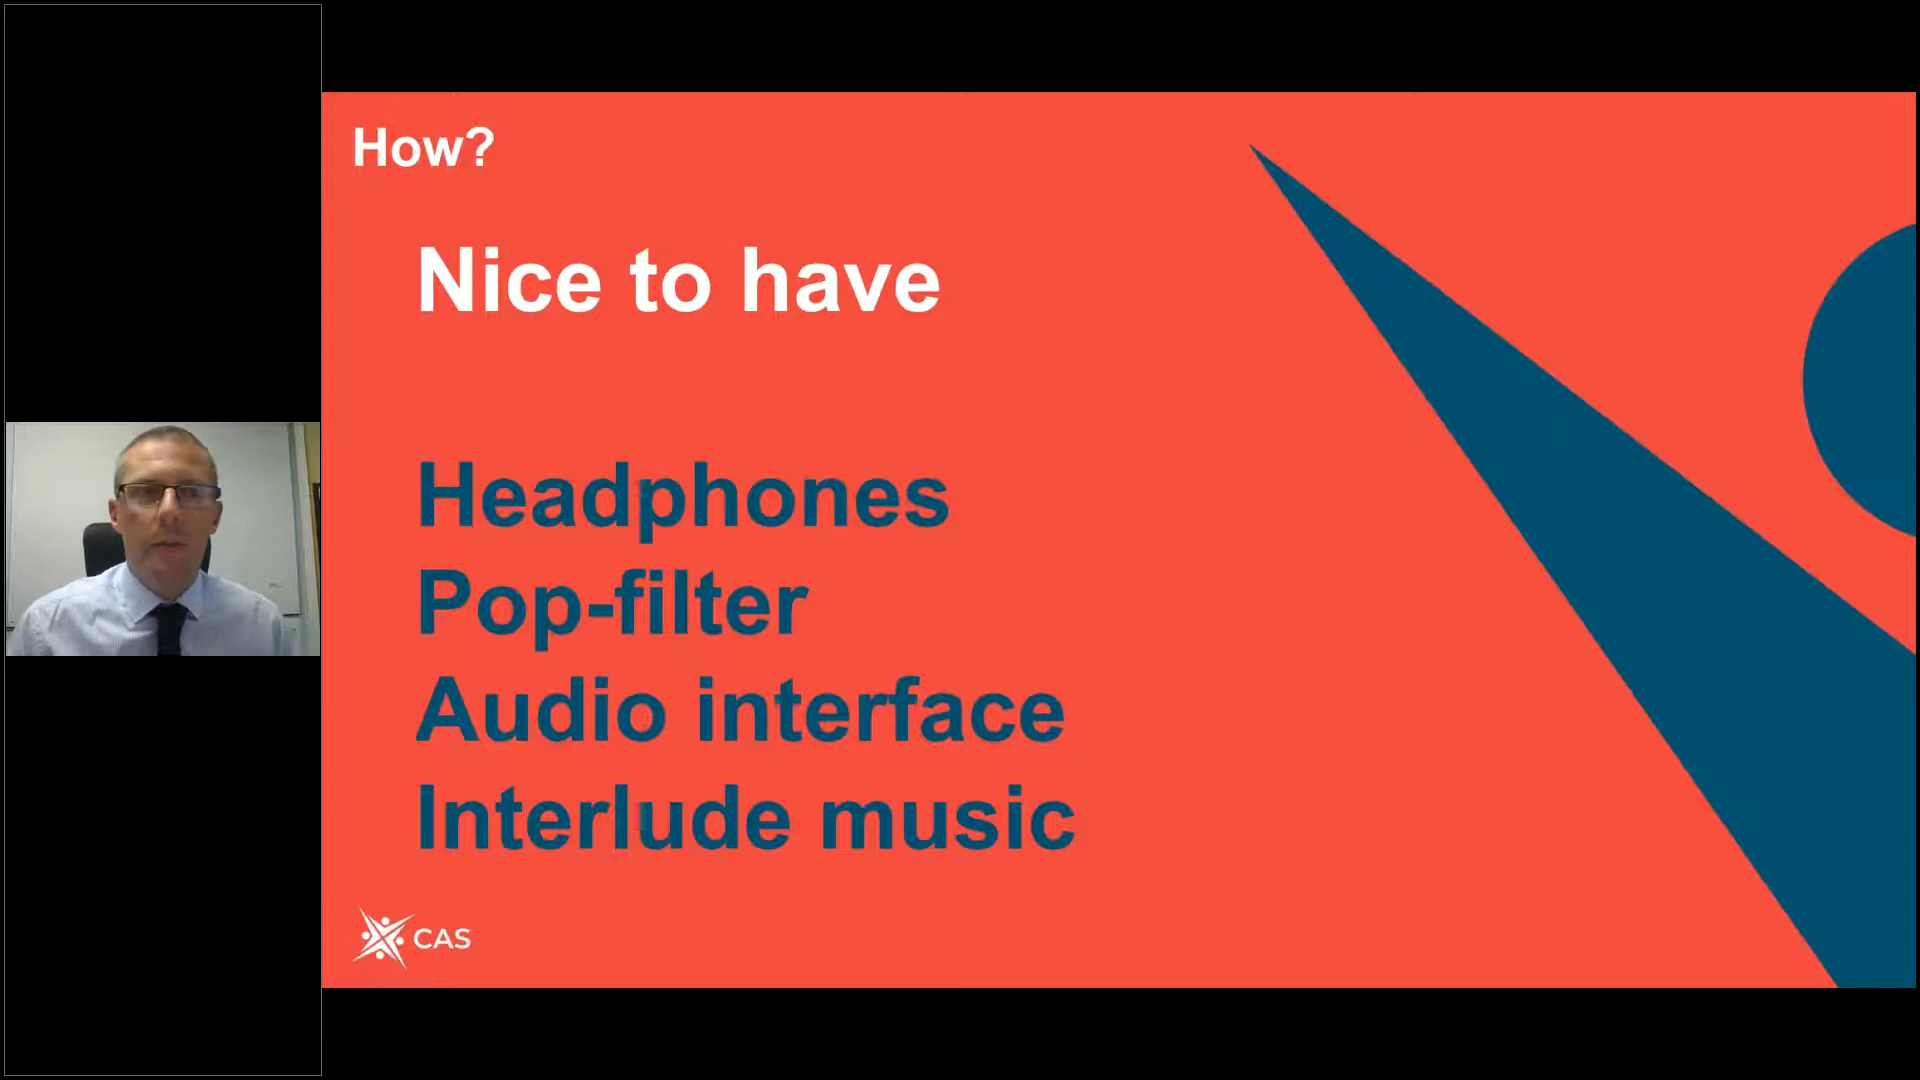 How?
Nice to have
Headphones
Pop-filter
Audio interface
Interlude music
CAS